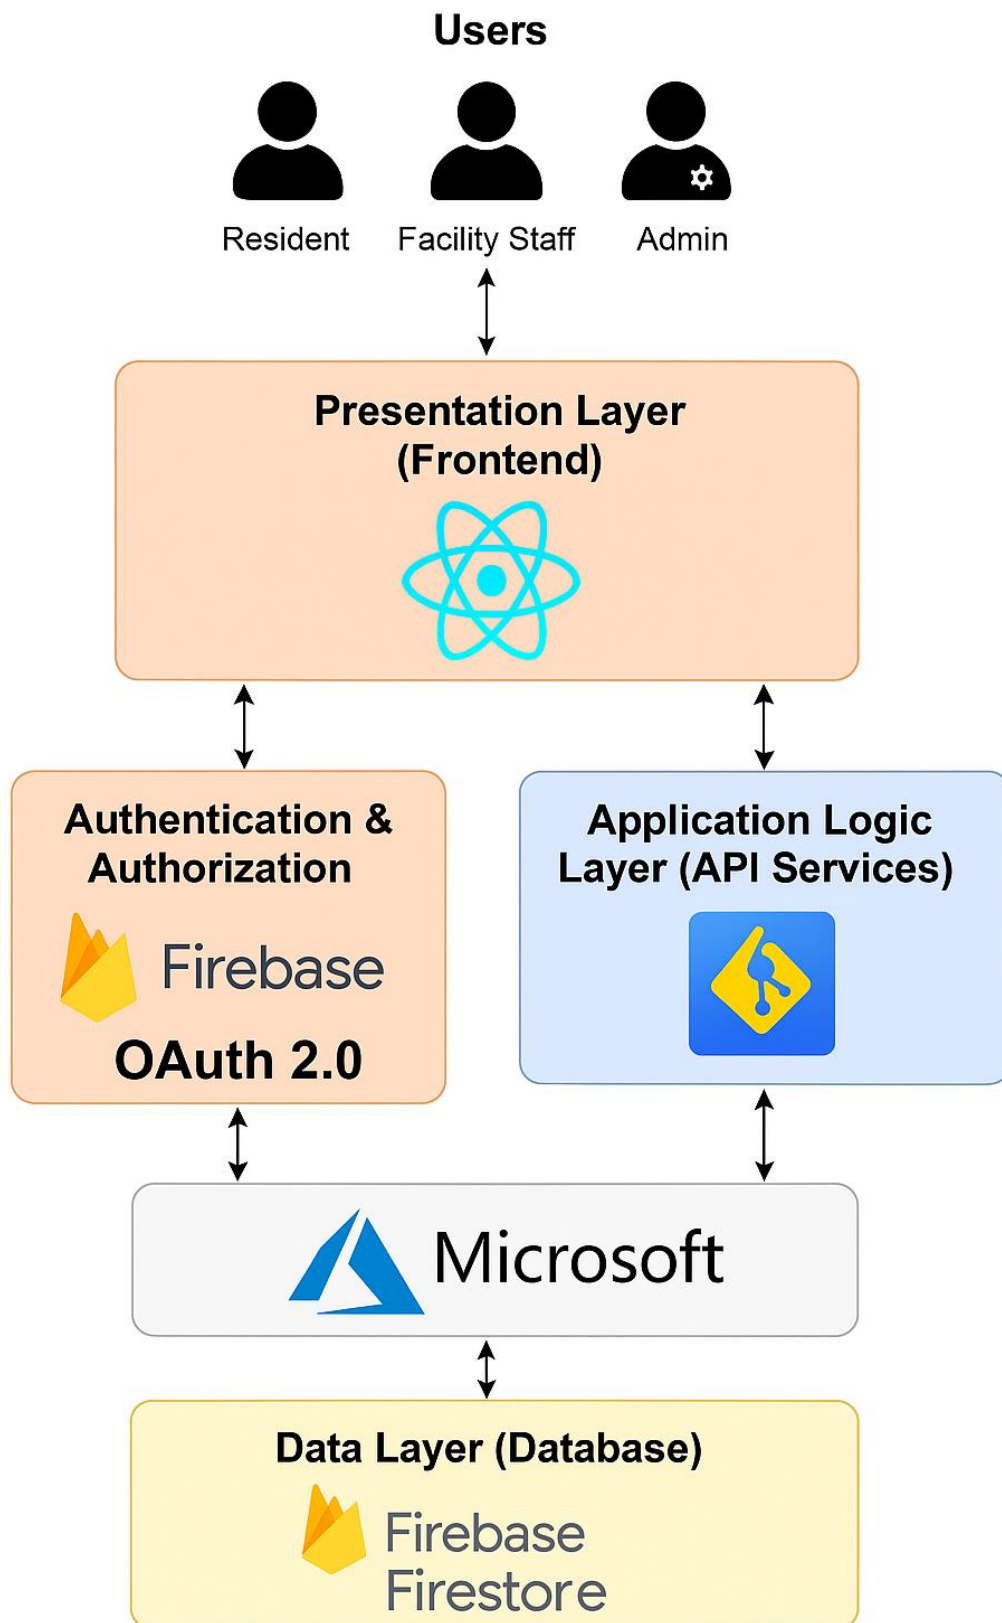 Users
Resident
Facility Staff
Admin
Presentation Layer
(Frontend)
Authentication &
Authorization
Firebase
OAuth 2.0
Application Logic
Layer (API Services)
Microsoft
Data Layer (Database)
Firebase
Firestore